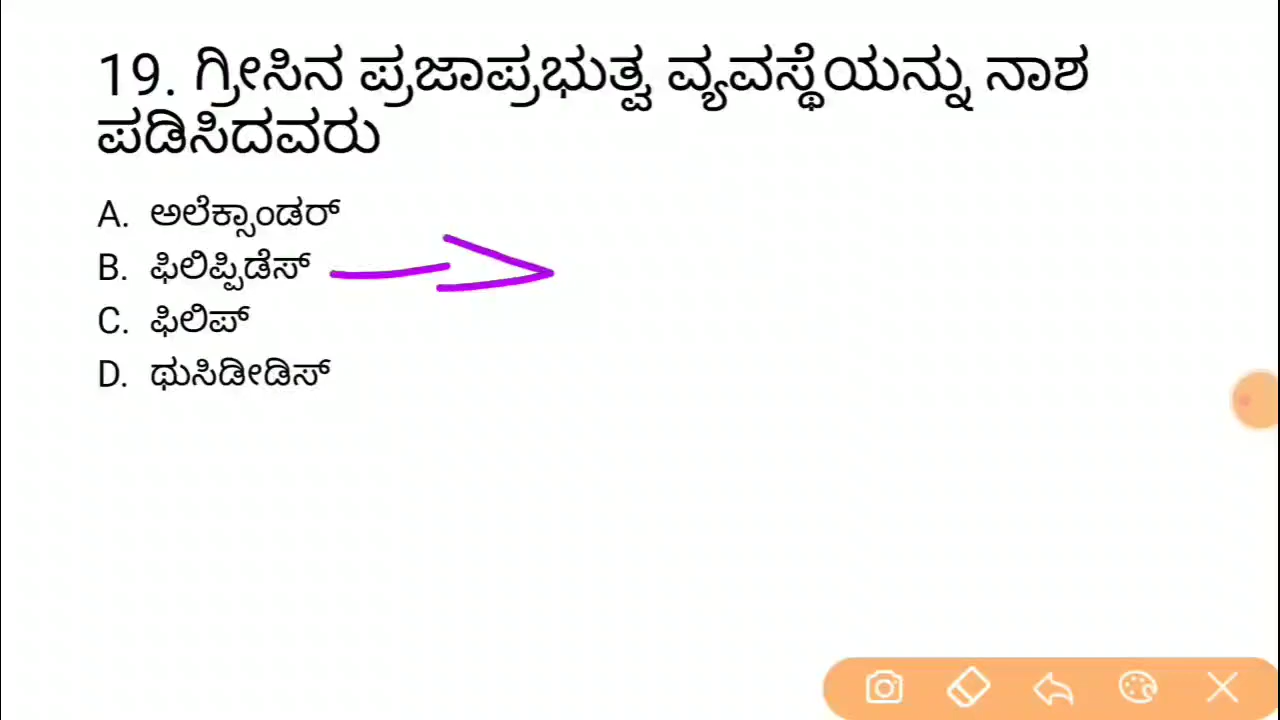 19. ಗ್ರೀಸಿನ ಪ್ರಜಾಪ್ರಭುತ್ವ ವ್ಯವಸ್ಥೆಯನ್ನು ನಾಶ
ಪಡಿಸಿದವರು
A. ಅಲೆಕ್ಸಾಂಡರ್
B. ಫಿಲಿಪ್ಪಿಡೆಸ್
C. ಫಿಲಿಪ್
D. ಥುಸಿಡೀಡಿಸ್